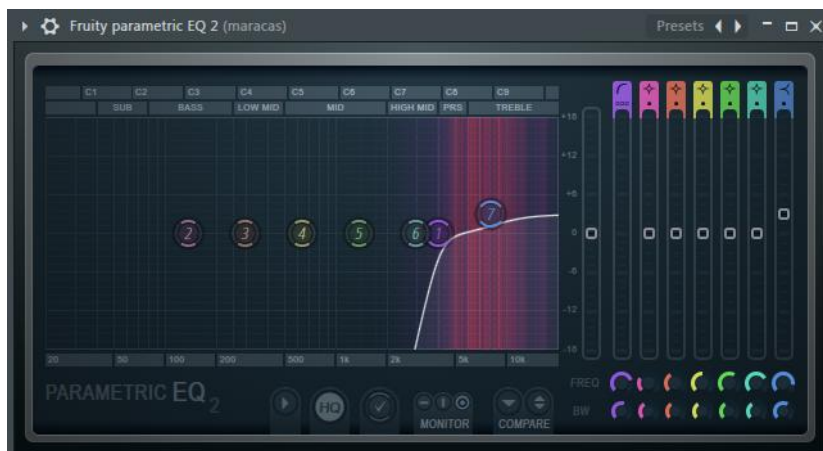 Fruity parametric EQ 2 (maracas) Presets
C1 C2 C3 C4 C5 C6 C7 C8 C9
SUB BASS LOW MID MID HIGH MID PRS TREBLE
+18
+12
+6
0
-6
-12
-18
2 3 4 5 6 1 7
20 50 100 200 500 1k 2k 5k 10k
FREQ
BW
PARAMETRIC EQ 2
HQ
MONITOR
COMPARE